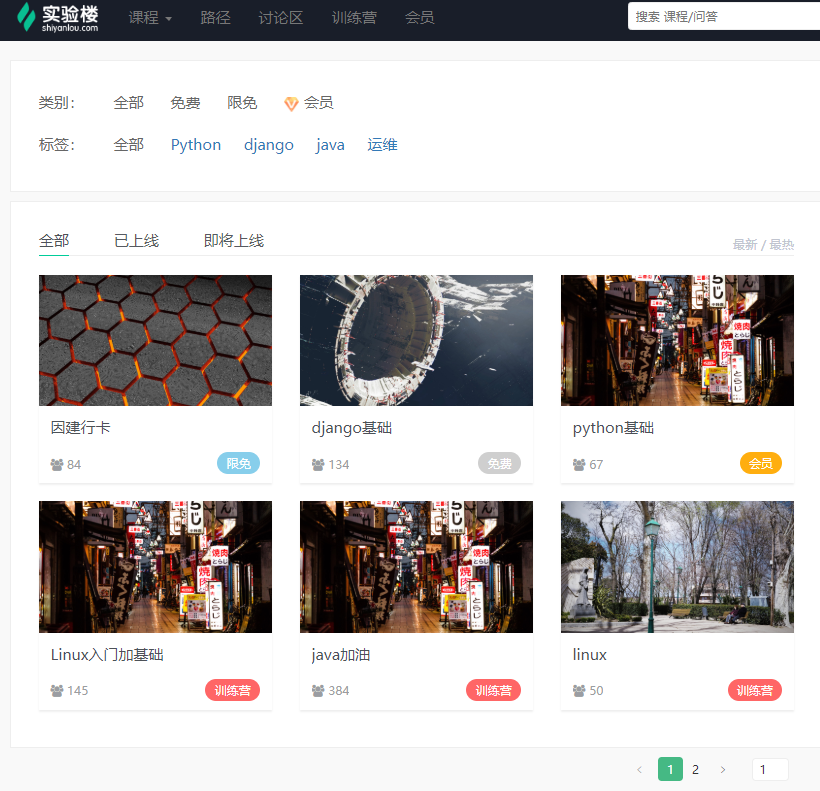 实验楼
shiyanlou.com
课程 路径 讨论区 训练营 会员
搜索 课程/问答
类别： 全部 免费 限免 会员
标签： 全部 Python django java 运维
全部 已上线 即将上线
最新 / 最热
因建行卡 django基础 python基础
84 限免 134 免费 67 会员
Linux入门加基础 java加油 linux
145 训练营 384 训练营 50 训练营
< 1 2 > 1